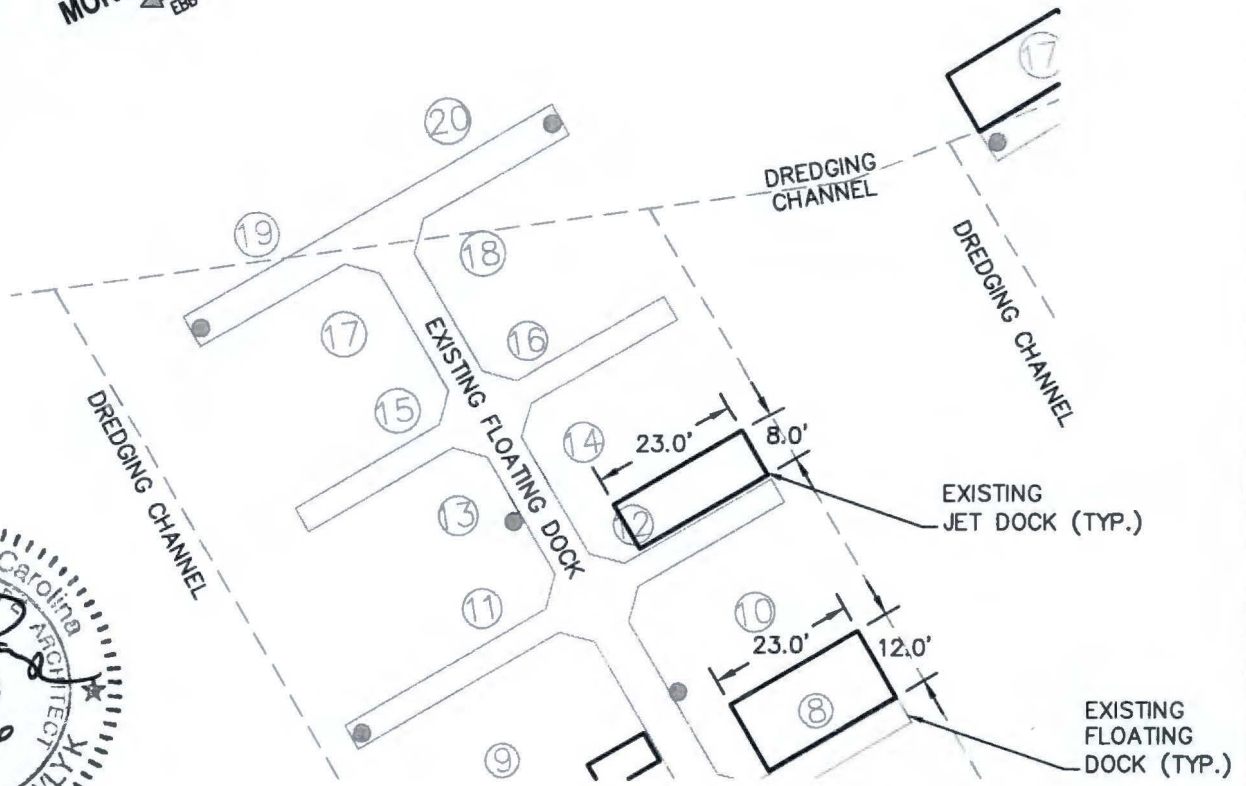 EBB
17
20
DREDGING
CHANNEL
19
18
DREDGING CHANNEL
17
16
EXISTING FLOATING DOCK
15
DREDGING CHANNEL
14
23.0'
8.0'
13
12
EXISTING
JET DOCK (TYP.)
11
10
23.0'
12.0'
8
9
EXISTING
FLOATING
DOCK (TYP.)
Carolina
ARCHITECT